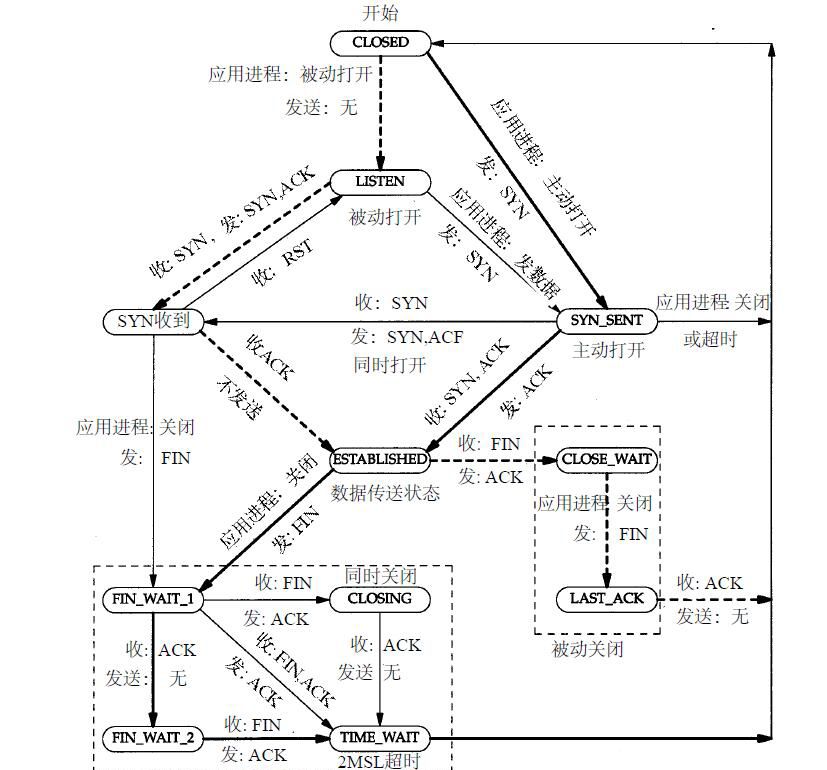 开始
CLOSED
应用进程：被动打开
发送：无
应用进程：主动打开
发：SYN
LISTEN
被动打开
收：SYN，发：SYN,ACK
收：RST
应用进程：发数据
发：SYN
SYN收到
收：SYN
发：SYN,ACF
同时打开
SYN_SENT
主动打开
应用进程：关闭
或超时
收ACK
不发送
收：SYN，ACK
发：ACK
应用进程：关闭
发： FIN
ESTABLISHED
数据传送状态
收：FIN
发：ACK
CLOSE_WAIT
应用进程：关闭
发： FIN
应用进程：关闭
发：FIN
LAST_ACK
收：ACK
发送：无
被动关闭
FIN_WAIT_1
收：FIN
发：ACK
同时关闭
CLOSING
收： ACK
发送：无
收：FIN,ACK
发：ACK
收： ACK
发送 无
FIN_WAIT_2
收：FIN
发：ACK
TIME_WAIT
2MSL超时